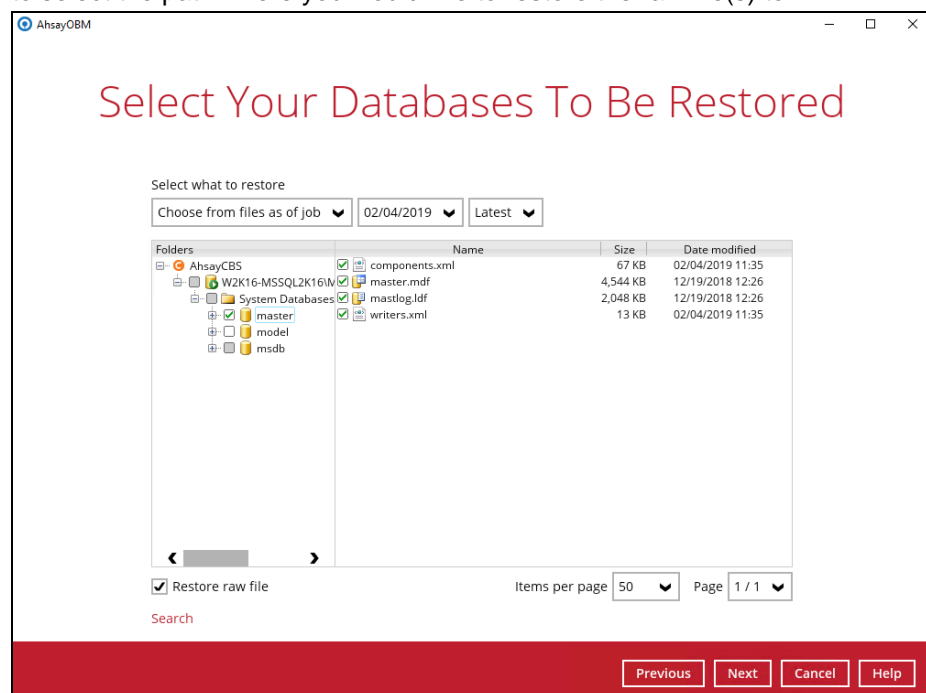 AhsayOBM
Select Your Databases To Be Restored
Select what to restore
Choose from files as of job 02/04/2019 Latest
Folders Name Size Date modified
AhsayCBS components.xml 67 KB 02/04/2019 11:35
W2K16-MSSQL2K16\ master.mdf 4,544 KB 12/19/2018 12:26
System Databases mastlog.ldf 2,048 KB 12/19/2018 12:26
master writers.xml 13 KB 02/04/2019 11:35
model
msdb
Restore raw file Items per page 50 Page 1 / 1
Search
Previous Next Cancel Help